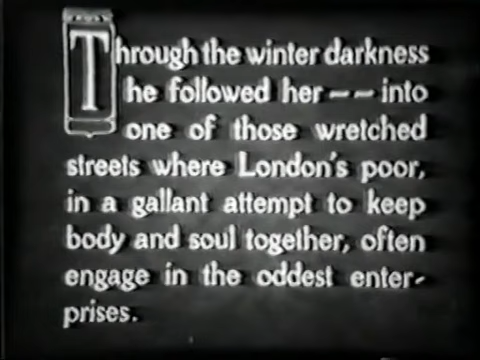 Through the winter darkness
he followed her -- -- into
one of those wretched
streets where London's poor,
in a gallant attempt to keep
body and soul together, often
engage in the oddest enter-
prises.